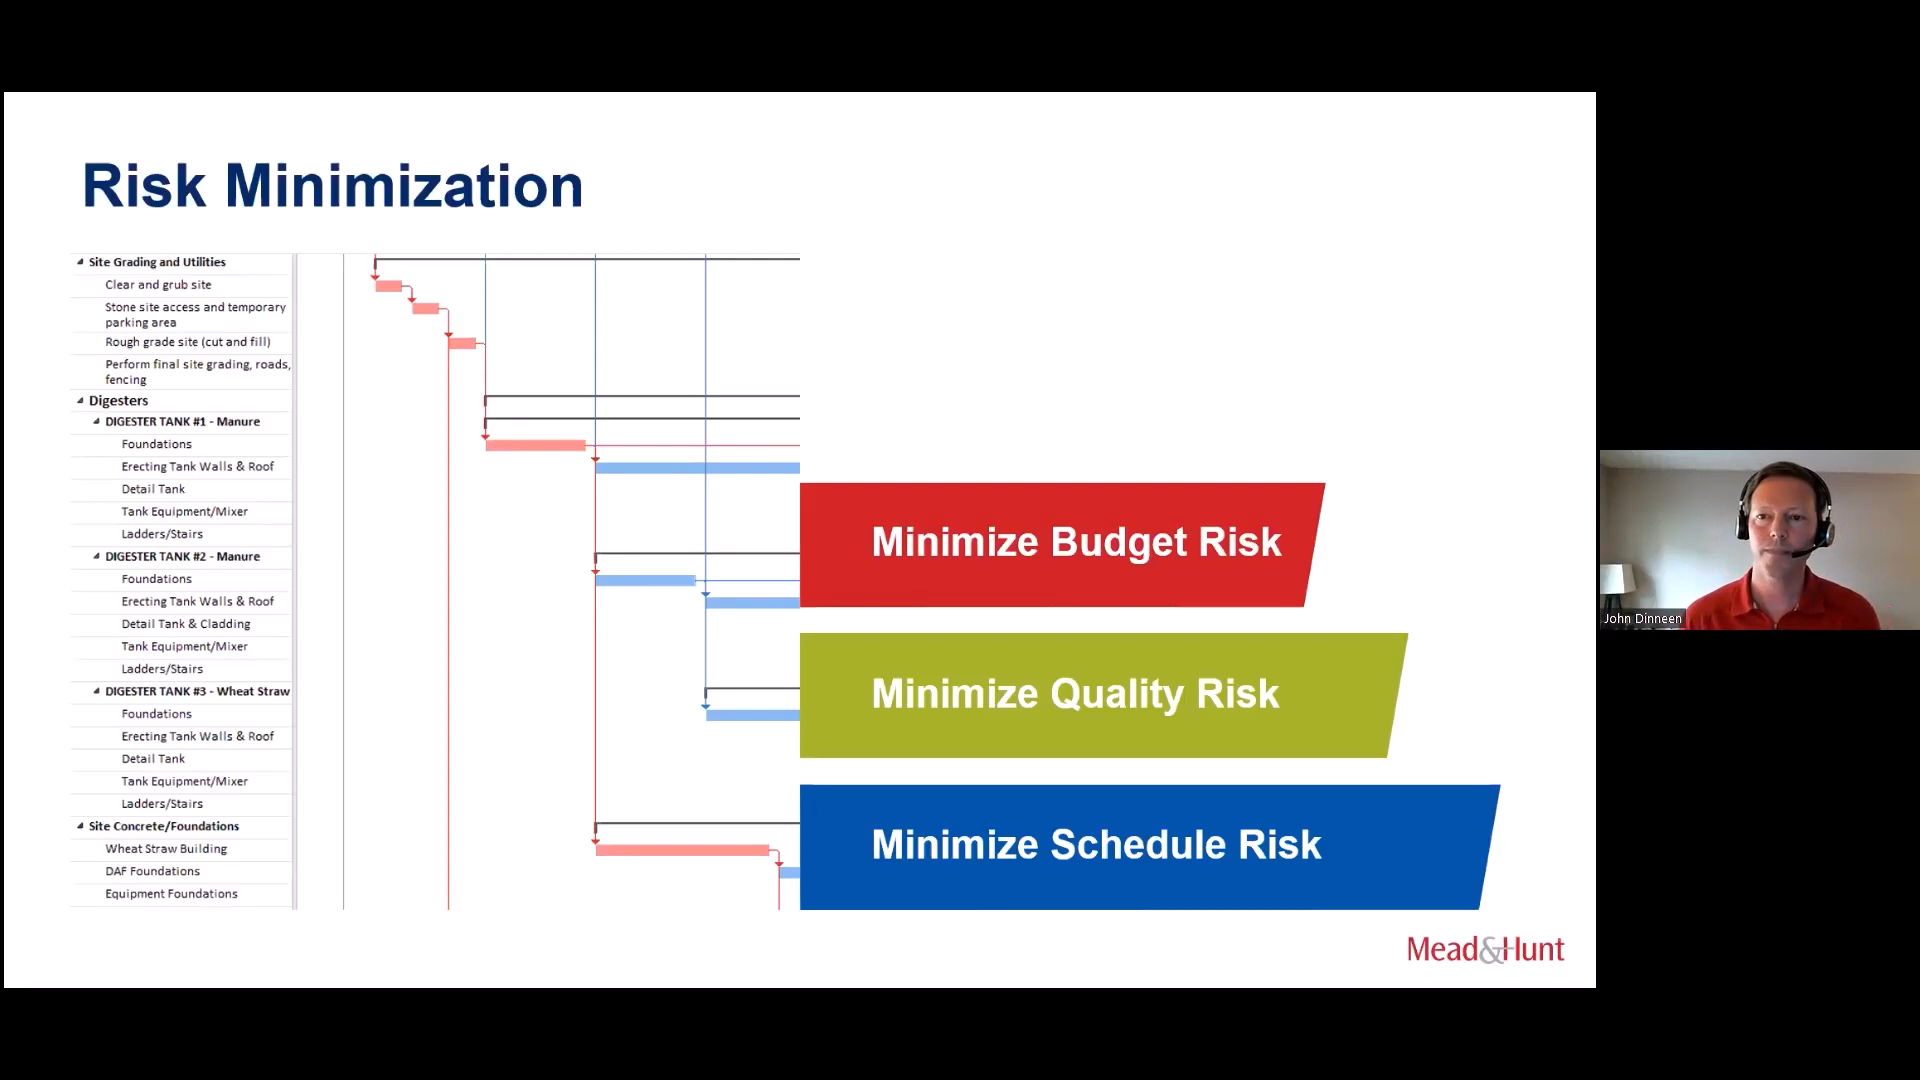 Risk Minimization
Site Grading and Utilities
Clear and grub site
Stone site access and temporary
parking area
Rough grade site (cut and fill)
Perform final site grading, roads,
fencing
Digesters
DIGESTER TANK #1 - Manure
Foundations
Erecting Tank Walls & Roof
Detail Tank
Tank Equipment/Mixer
Ladders/Stairs
DIGESTER TANK #2 - Manure
Foundations
Erecting Tank Walls & Roof
Detail Tank & Cladding
Tank Equipment/Mixer
Ladders/Stairs
DIGESTER TANK #3 - Wheat Straw
Foundations
Erecting Tank Walls & Roof
Detail Tank
Tank Equipment/Mixer
Ladders/Stairs
Site Concrete/Foundations
Wheat Straw Building
DAF Foundations
Equipment Foundations
Minimize Budget Risk
Minimize Quality Risk
Minimize Schedule Risk
Mead&Hunt
John Dinneen